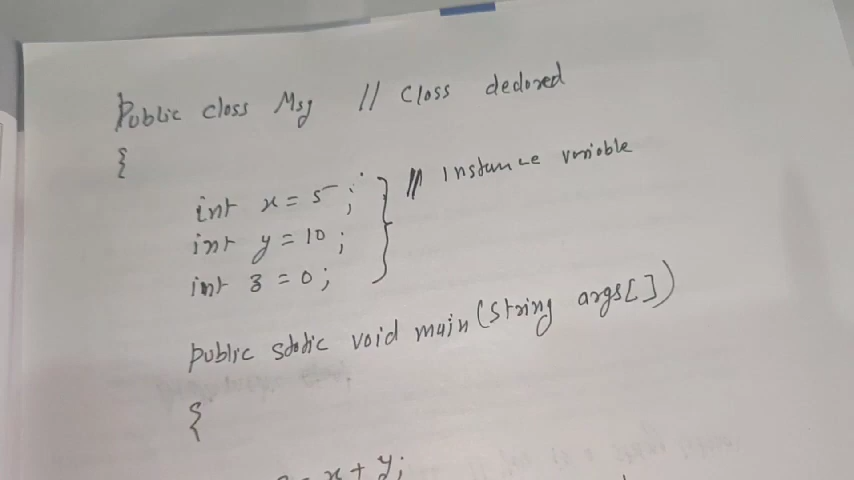 Public class Msg // Class declared
{
int x = 5 ; } // Instance variable
int y = 10 ;
int z = 0 ;
public static void main (String args[])
{
= x + y;